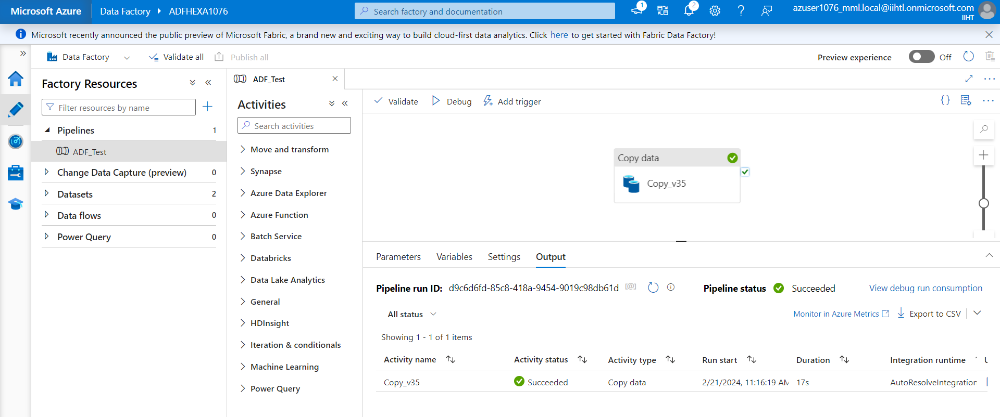 Microsoft Azure
Data Factory
ADFHEXA1076
Search factory and documentation
1
2
azuser1076_mml.local@iihtl.onmicrosoft.com
IIHT
Microsoft recently announced the public preview of Microsoft Fabric, a brand new and exciting way to build cloud-first data analytics. Click here to get started with Fabric Data Factory!
Data Factory
Validate all
Publish all
Preview experience
Off
Factory Resources
Filter resources by name
Pipelines 1
ADF_Test
Change Data Capture (preview) 0
Datasets 2
Data flows 0
Power Query 0
ADF_Test
Activities
Search activities
Move and transform
Synapse
Azure Data Explorer
Azure Function
Batch Service
Databricks
Data Lake Analytics
General
HDInsight
Iteration & conditionals
Machine Learning
Power Query
Validate
Debug
Add trigger
Copy data
Copy_v35
Parameters Variables Settings Output
Pipeline run ID: d9c6d6fd-85c8-418a-9454-9019c98db61d
Pipeline status Succeeded
View debug run consumption
All status
Monitor in Azure Metrics
Export to CSV
Showing 1 - 1 of 1 items
Activity name Activity status Activity type Run start Duration Integration runtime
Copy_v35 Succeeded Copy data 2/21/2024, 11:16:19 AM 17s AutoResolveIntegration